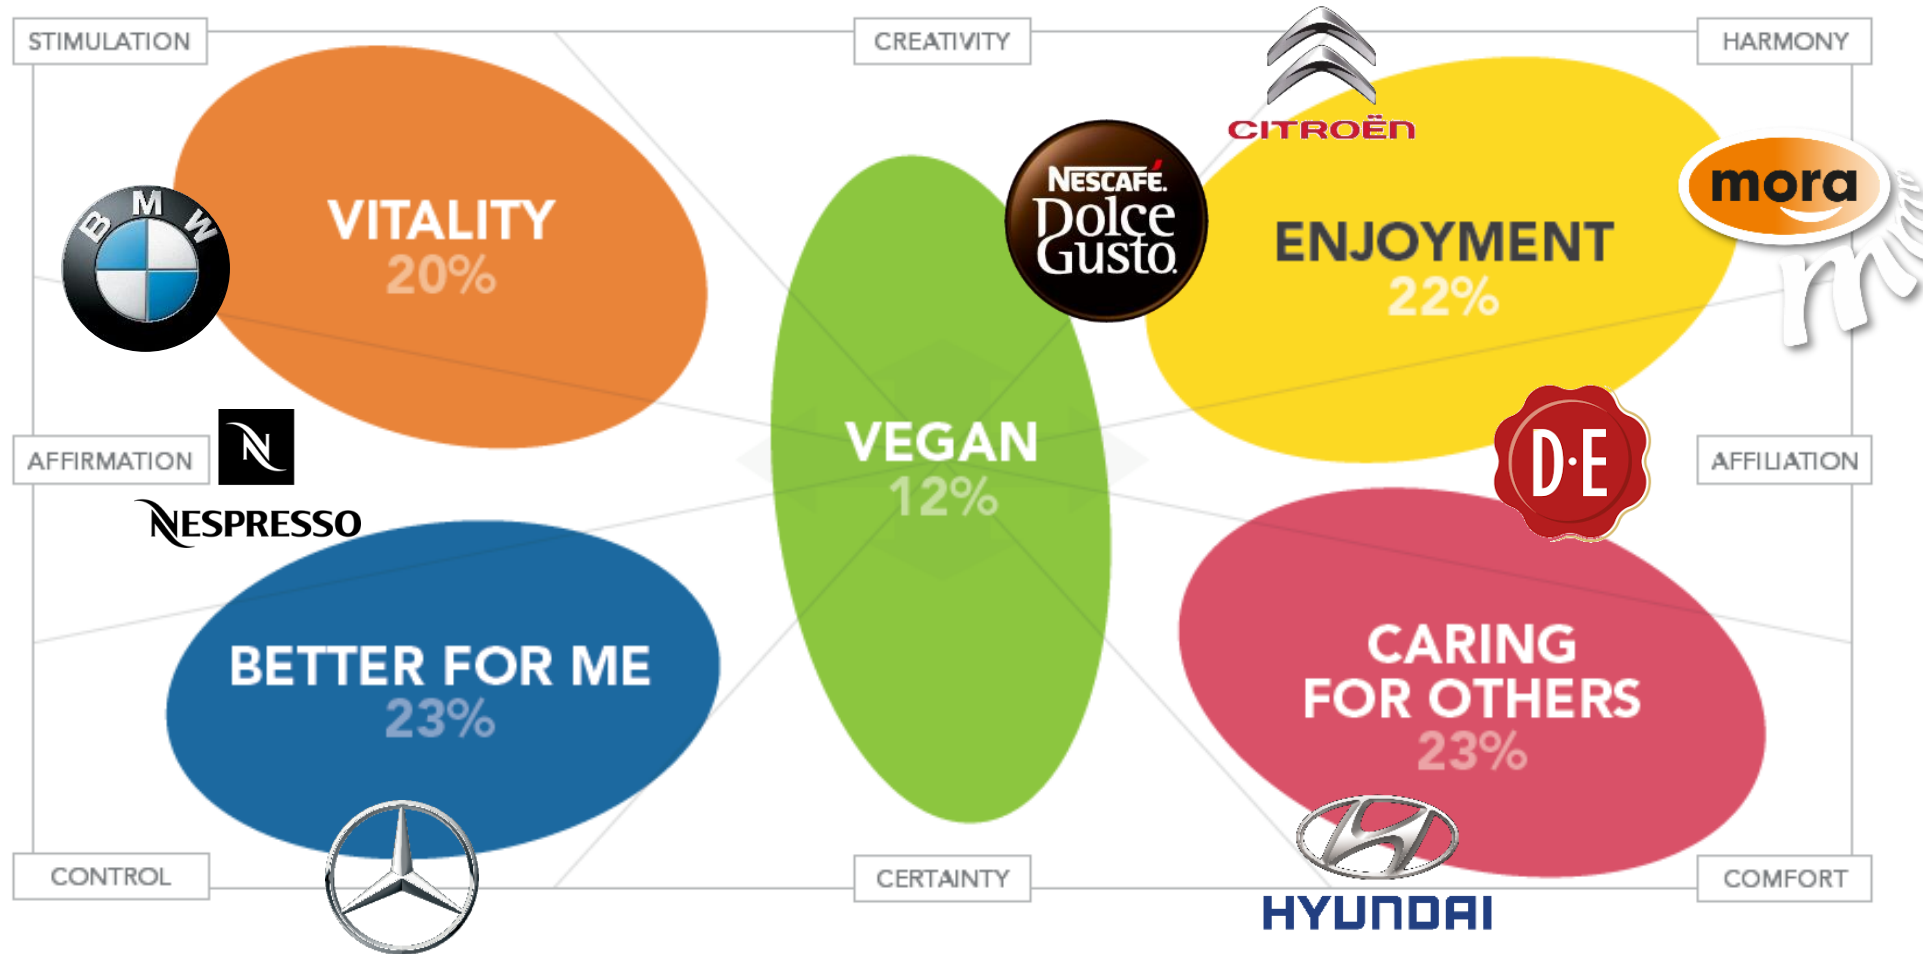 STIMULATION
CREATIVITY
HARMONY
CITROËN
BMW
VITALITY
20%
NESCAFÉ.
Dolce
Gusto.
ENJOYMENT
22%
mora
AFFIRMATION
N
NESPRESSO
VEGAN
12%
D·E
AFFILIATION
BETTER FOR ME
23%
CARING
FOR OTHERS
23%
CONTROL
CERTAINTY
COMFORT
HYUNDAI